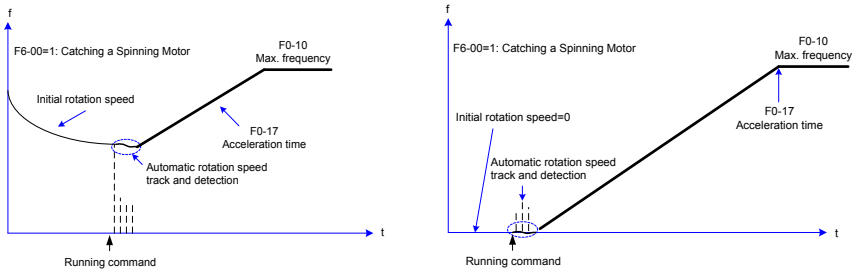 f
F6-00=1: Catching a Spinning Motor
F0-10
Max. frequency
Initial rotation speed
F0-17
Acceleration time
Automatic rotation speed
track and detection
t
Running command
f
F6-00=1: Catching a Spinning Motor
F0-10
Max. frequency
Initial rotation speed=0
F0-17
Acceleration time
Automatic rotation speed
track and detection
t
Running command